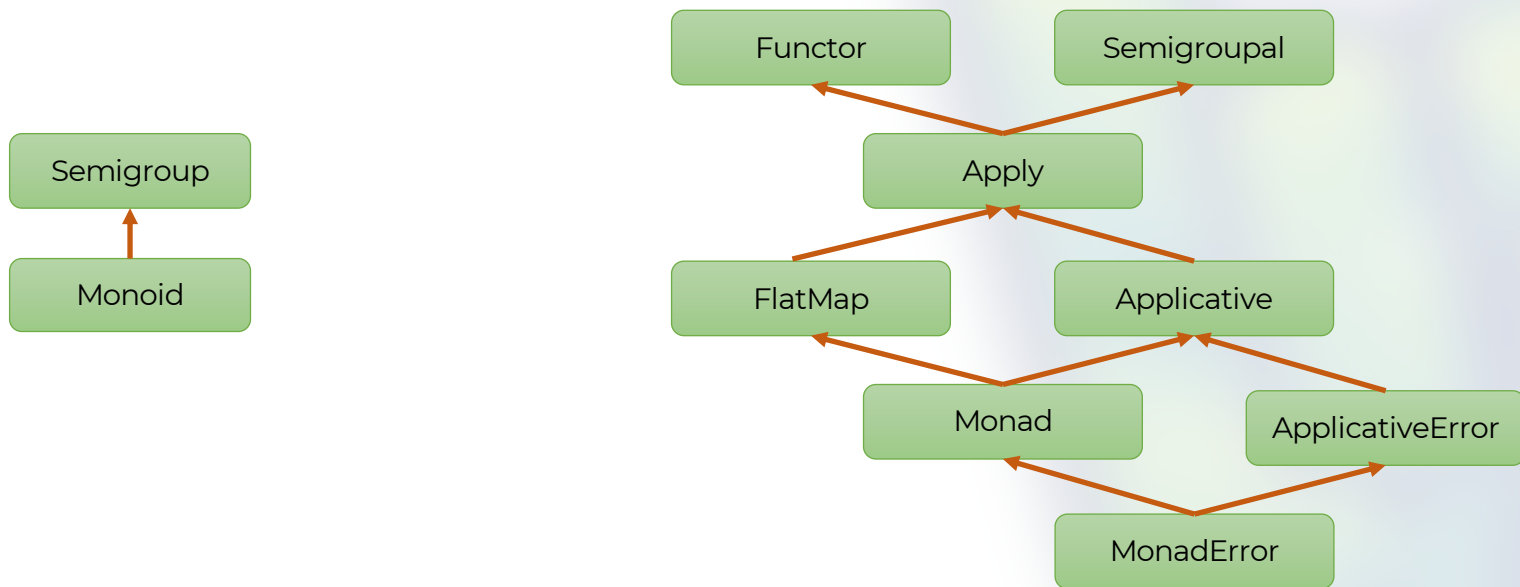 Functor
Semigroupal
Semigroup
Apply
Monoid
FlatMap
Applicative
Monad
ApplicativeError
MonadError